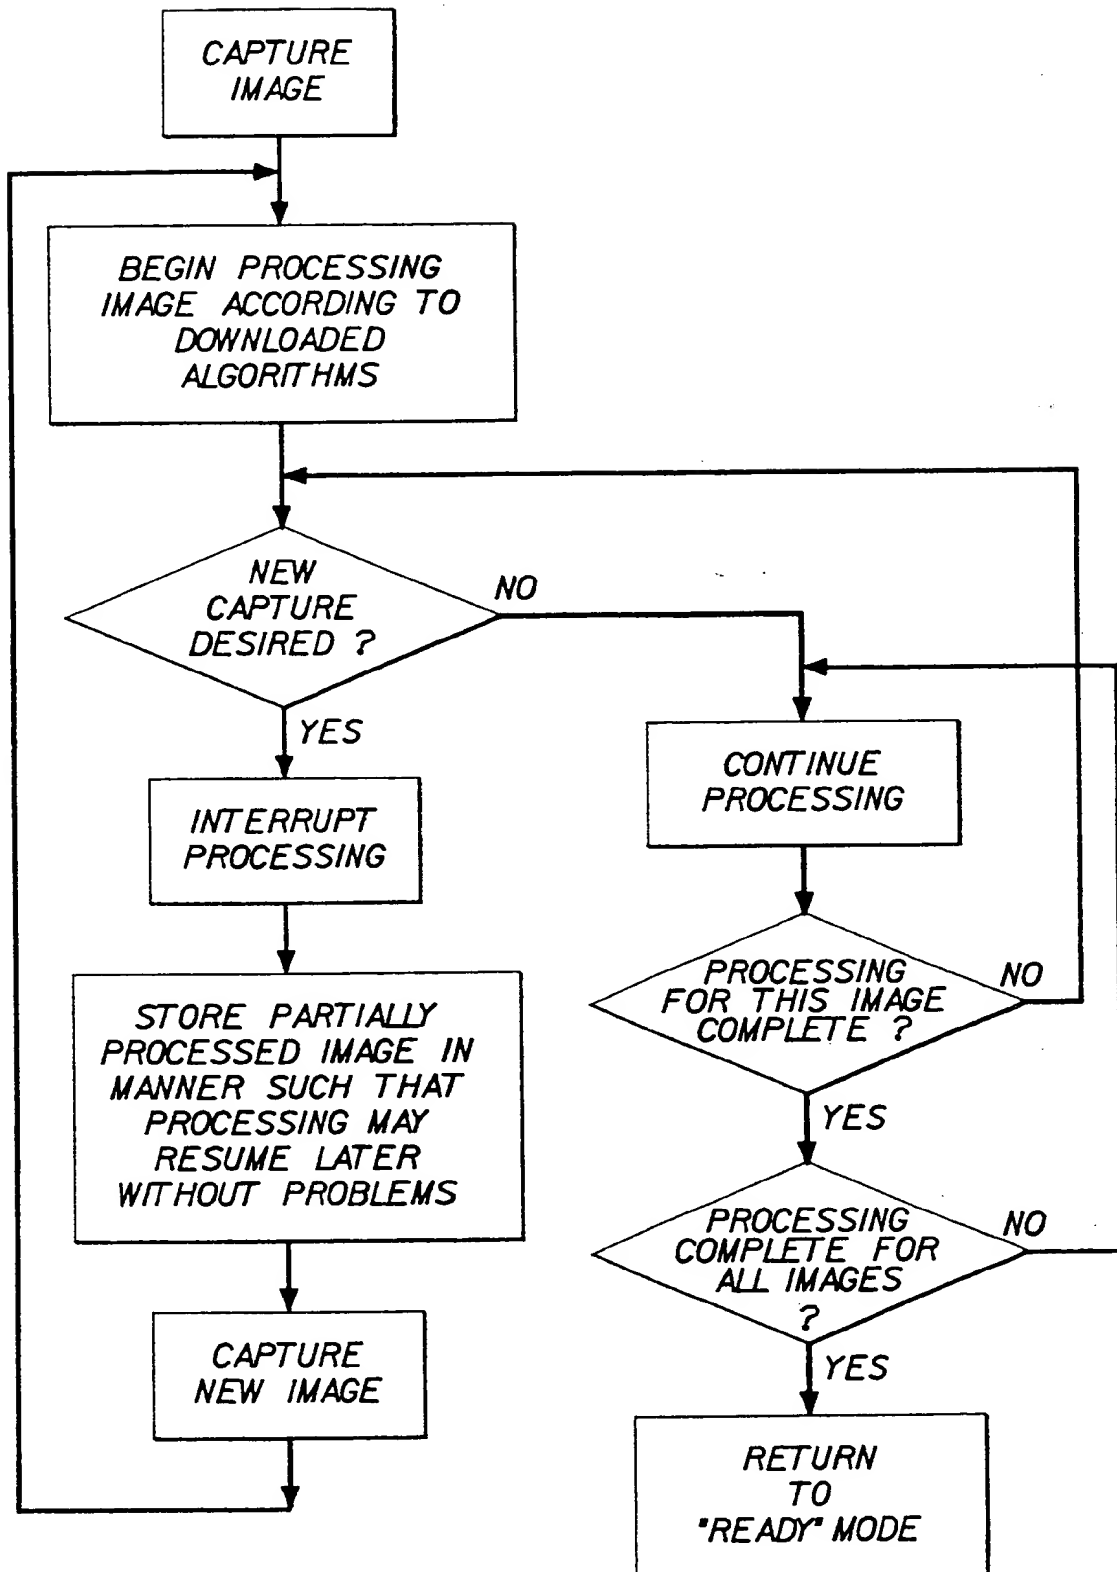 CAPTURE
IMAGE
BEGIN PROCESSING
IMAGE ACCORDING TO
DOWNLOADED
ALGORITHMS
NEW
CAPTURE
DESIRED ?
NO
YES
INTERRUPT
PROCESSING
STORE PARTIALLY
PROCESSED IMAGE IN
MANNER SUCH THAT
PROCESSING MAY
RESUME LATER
WITHOUT PROBLEMS
CAPTURE
NEW IMAGE
CONTINUE
PROCESSING
PROCESSING
FOR THIS IMAGE
COMPLETE ?
NO
YES
PROCESSING
COMPLETE FOR
ALL IMAGES
?
NO
YES
RETURN
TO
"READY" MODE